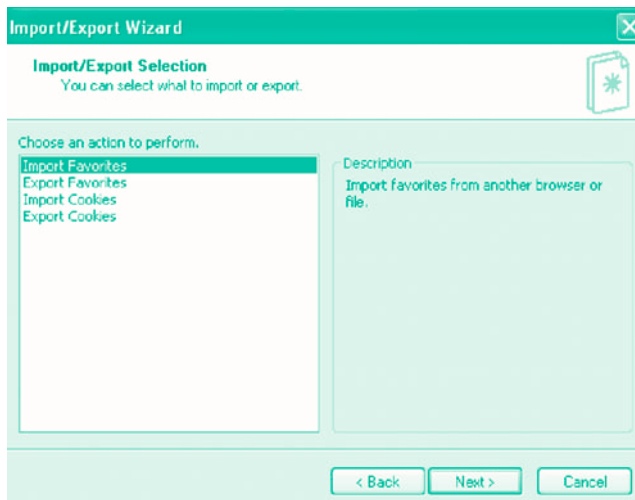 Import/Export Wizard
Import/Export Selection
You can select what to import or export.
Choose an action to perform.
Import Favorites
Export Favorites
Import Cookies
Export Cookies
Description
Import favorites from another browser or
file.
< Back
Next >
Cancel